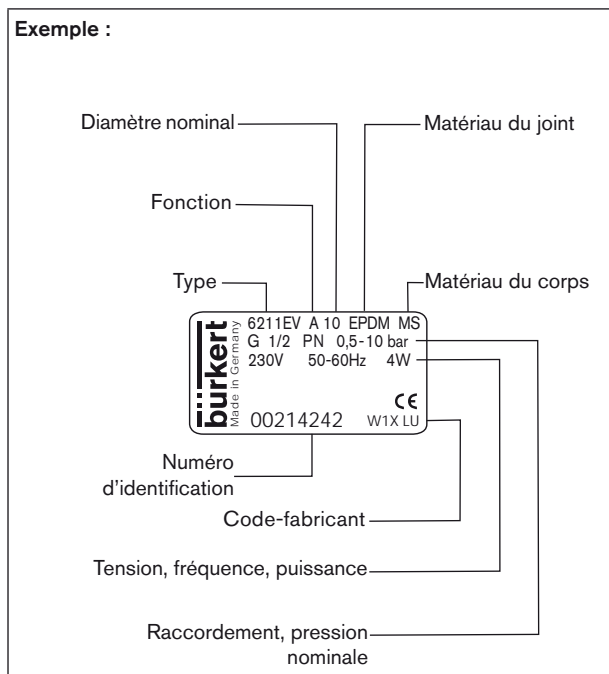 Exemple :
Diamètre nominal
Matériau du joint
Fonction
Type
Matériau du corps
bürkert
Made in Germany
6211EV A 10 EPDM MS
G 1/2 PN 0,5-10 bar
230V 50-60Hz 4W
CE
00214242 W1X LU
Numéro
d'identification
Code-fabricant
Tension, fréquence, puissance
Raccordement, pression
nominale